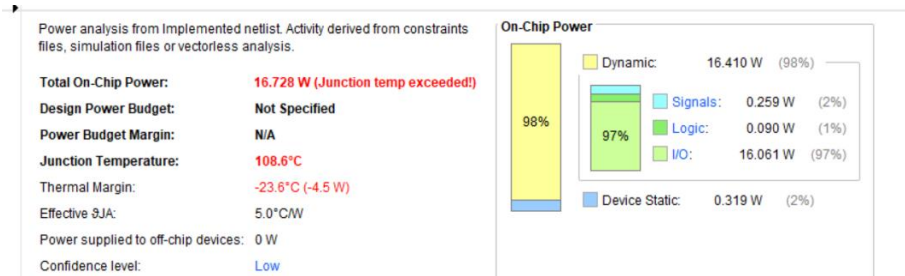 Power analysis from Implemented netlist. Activity derived from constraints
files, simulation files or vectorless analysis.
Total On-Chip Power: 16.728 W (Junction temp exceeded!)
Design Power Budget: Not Specified
Power Budget Margin: N/A
Junction Temperature: 108.6°C
Thermal Margin: -23.6°C (-4.5 W)
Effective ϑJA: 5.0°C/W
Power supplied to off-chip devices: 0 W
Confidence level: Low
On-Chip Power
Dynamic: 16.410 W (98%)
Signals: 0.259 W (2%)
98%
97%
Logic: 0.090 W (1%)
I/O: 16.061 W (97%)
Device Static: 0.319 W (2%)